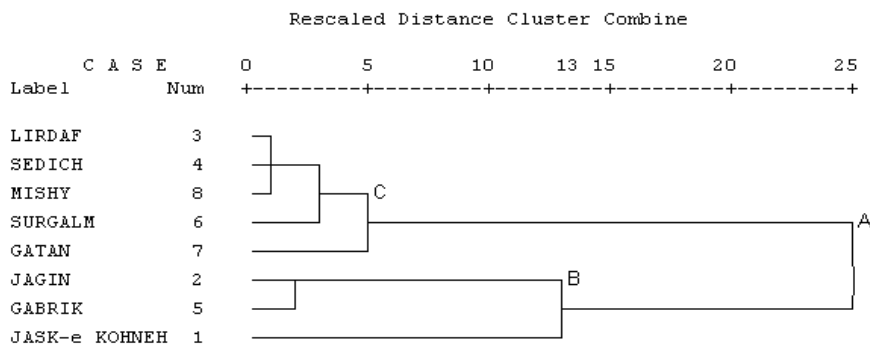 Rescaled Distance Cluster Combine
C A S E 0 5 10 13 15 20 25
Label Num
LIRDAF 3
SEDICH 4
MISHY 8 C
SURGALM 6 A
GATAN 7
JAGIN 2 B
GABRIK 5
JASK-e KOHNEH 1